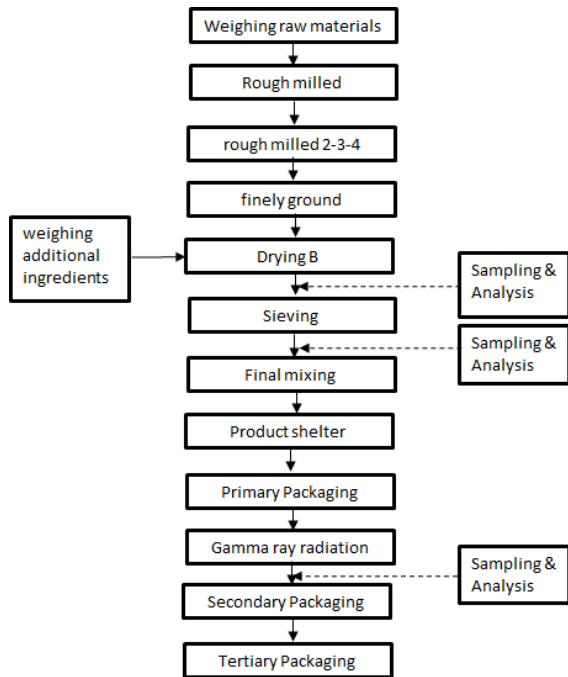 Weighing raw materials
Rough milled
rough milled 2-3-4
finely ground
weighing
additional
ingredients
Drying B
Sampling &
Analysis
Sieving
Sampling &
Analysis
Final mixing
Product shelter
Primary Packaging
Gamma ray radiation
Sampling &
Analysis
Secondary Packaging
Tertiary Packaging